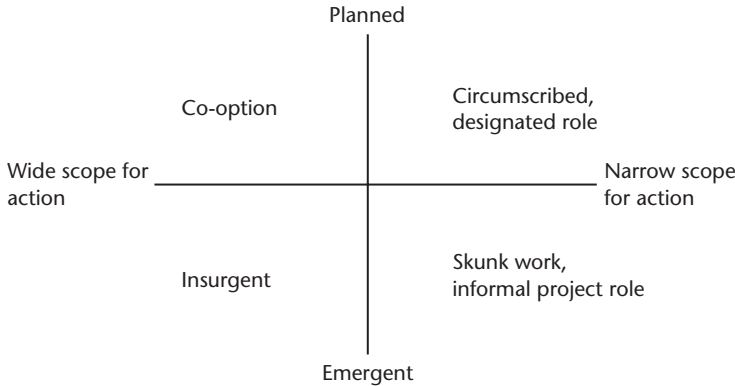 Planned
Co-option
Circumscribed,
designated role
Wide scope for
action
Narrow scope
for action
Insurgent
Skunk work,
informal project role
Emergent